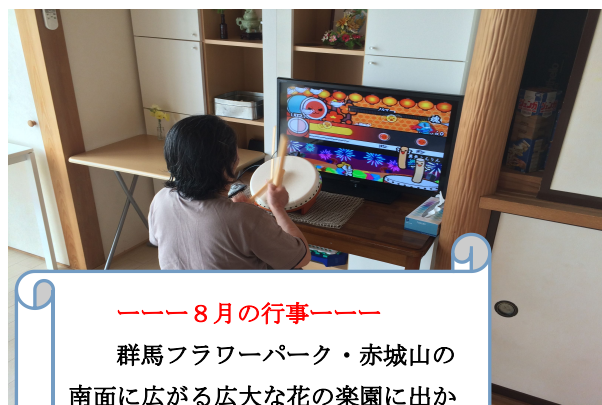 ーーー８月の行事ーーー
群馬フラワーパーク・赤城山の
南面に広がる広大な花の楽園に出か